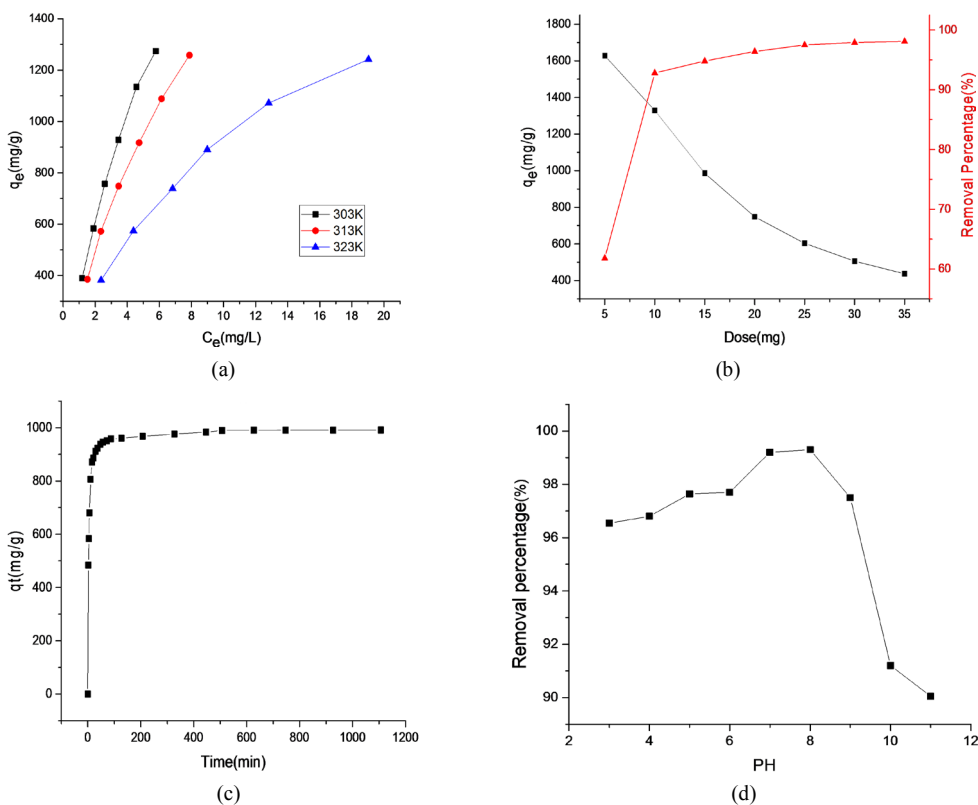 1400
1200
1000
800
600
400
qe(mg/g)
0 2 4 6 8 10 12 14 16 18 20
Ce(mg/L)
303K
313K
323K
(a)
1800
1600
1400
1200
1000
800
600
400
qe(mg/g)
100
90
80
70
60
Removal Percentage(%)
5 10 15 20 25 30 35
Dose(mg)
(b)
1000
800
600
400
200
0
qt(mg/g)
0 200 400 600 800 1000 1200
Time(min)
(c)
100
98
96
94
92
90
Removal percentage(%)
2 4 6 8 10 12
PH
(d)